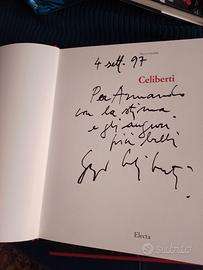 4 sett. 97
Celiberti
Per Armando
con la stima
e gli auguri
più belli
Electa
subito